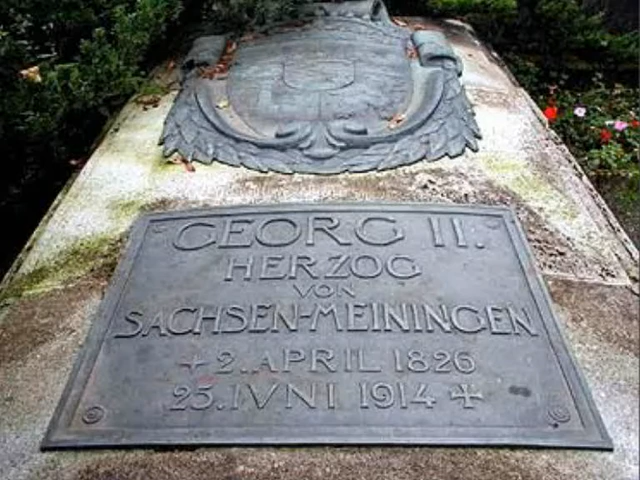 GEORG II.
HERZOG
VON
SACHSEN-MEININGEN
+ 2. APRIL 1826
25. IVNI 1914 ✠